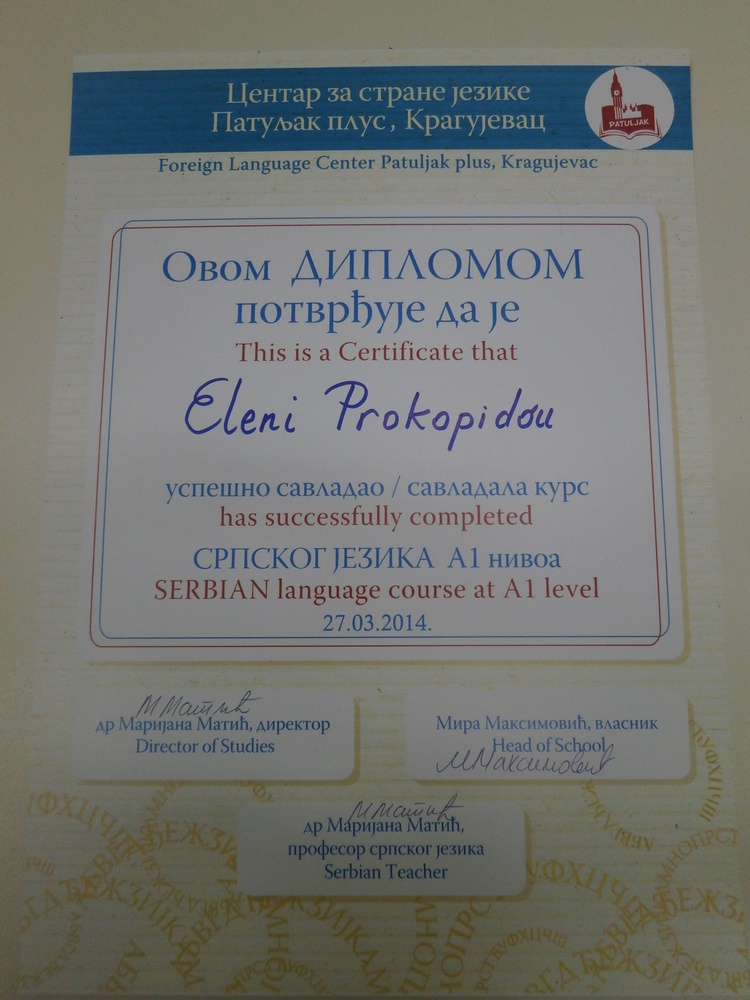 Центар за стране језике
Патуљак плус, Крагујевац
PATULJAK
Foreign Language Center Patuljak plus, Kragujevac
Овом ДИПЛОМОМ
потврђује да је
This is a Certificate that
Eleni Prokopidou
успешно савладао / савладала курс
has successfully completed
СРПСКОГ ЈЕЗИКА А1 нивоа
SERBIAN language course at A1 level
27.03.2014.
М Матић
др Маријана Матић, директор
Director of Studies
Мира Максимовић, власник
Head of School
М Максимовић
М Матић
др Маријана Матић,
професор српског језика
Serbian Teacher